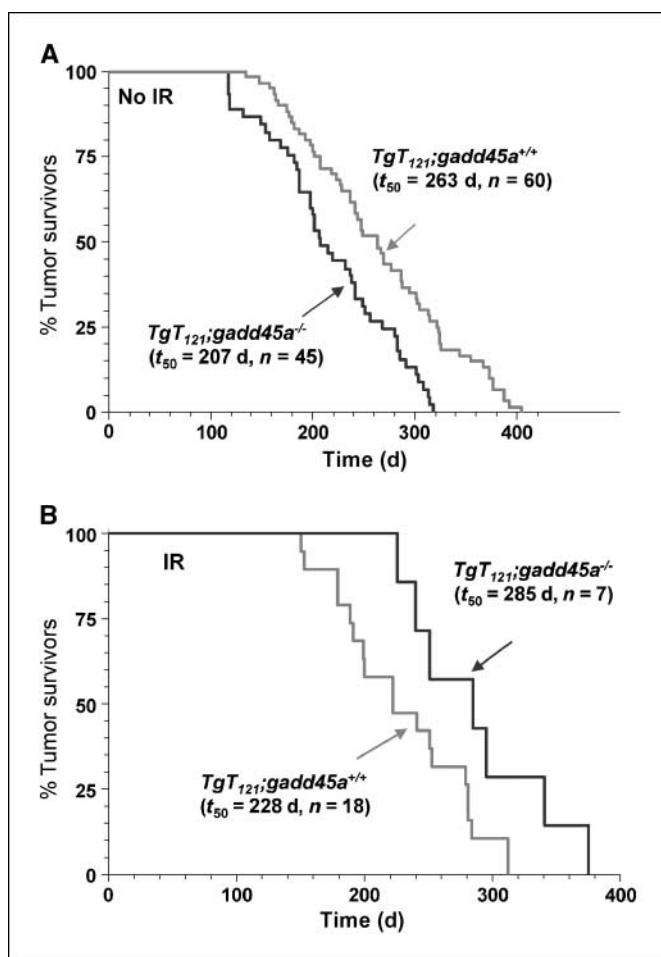 A
No IR
100
75
50
25
0
% Tumor survivors
TgT121;gadd45a+/+
(t50 = 263 d, n = 60)
TgT121;gadd45a-/-
(t50 = 207 d, n = 45)
0 100 200 300 400
Time (d)
B
IR
100
75
50
25
0
% Tumor survivors
TgT121;gadd45a-/-
(t50 = 285 d, n = 7)
TgT121;gadd45a+/+
(t50 = 228 d, n = 18)
0 100 200 300 400
Time (d)